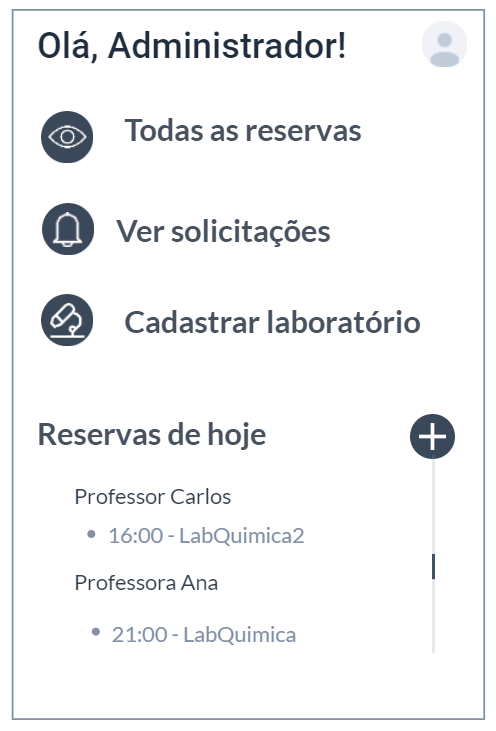 Olá, Administrador!
Todas as reservas
Ver solicitações
Cadastrar laboratório
Reservas de hoje
Professor Carlos
• 16:00 - LabQuimica2
Professora Ana
• 21:00 - LabQuimica